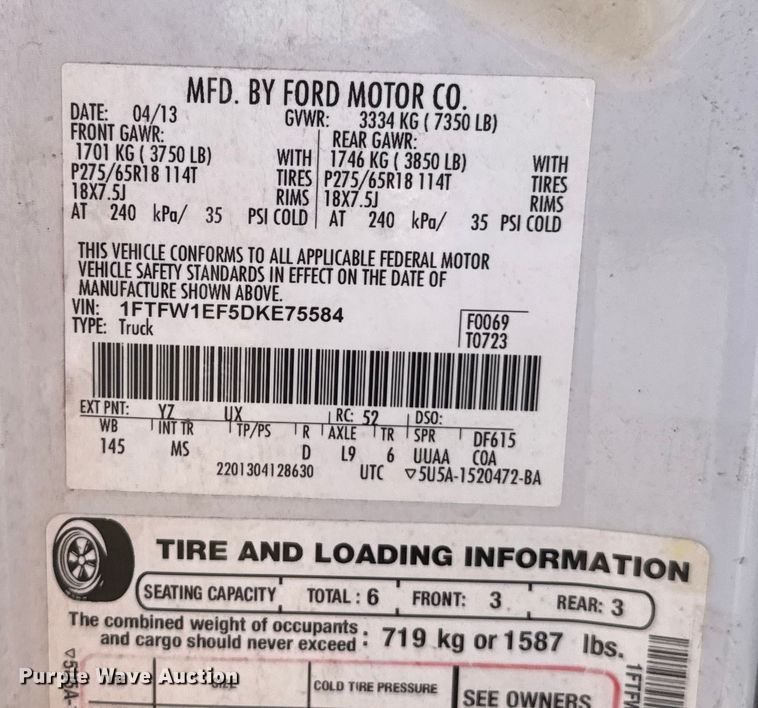 MFD. BY FORD MOTOR CO.
DATE: 04/13 GVWR: 3334 KG ( 7350 LB)
FRONT GAWR: REAR GAWR:
1701 KG ( 3750 LB) WITH 1746 KG ( 3850 LB) WITH
P275/65R18 114T TIRES P275/65R18 114T TIRES
18X7.5J RIMS 18X7.5J RIMS
AT 240 kPa/ 35 PSI COLD AT 240 kPa/ 35 PSI COLD
THIS VEHICLE CONFORMS TO ALL APPLICABLE FEDERAL MOTOR
VEHICLE SAFETY STANDARDS IN EFFECT ON THE DATE OF
MANUFACTURE SHOWN ABOVE.
VIN: 1FTFW1EF5DKE75584
TYPE: Truck
F0069
T0723
EXT PNT: YZ UX RC: 52 DSO:
WB INT TR TP/PS R AXLE TR SPR DF615
145 MS D L9 6 UUAA COA
2201304128630 UTC ▽5U5A-1520472-BA
TIRE AND LOADING INFORMATION
SEATING CAPACITY TOTAL : 6 FRONT: 3 REAR: 3
The combined weight of occupants
and cargo should never exceed : 719 kg or 1587 lbs.
COLD TIRE PRESSURE
SEE OWNERS
Purple Wave Auction